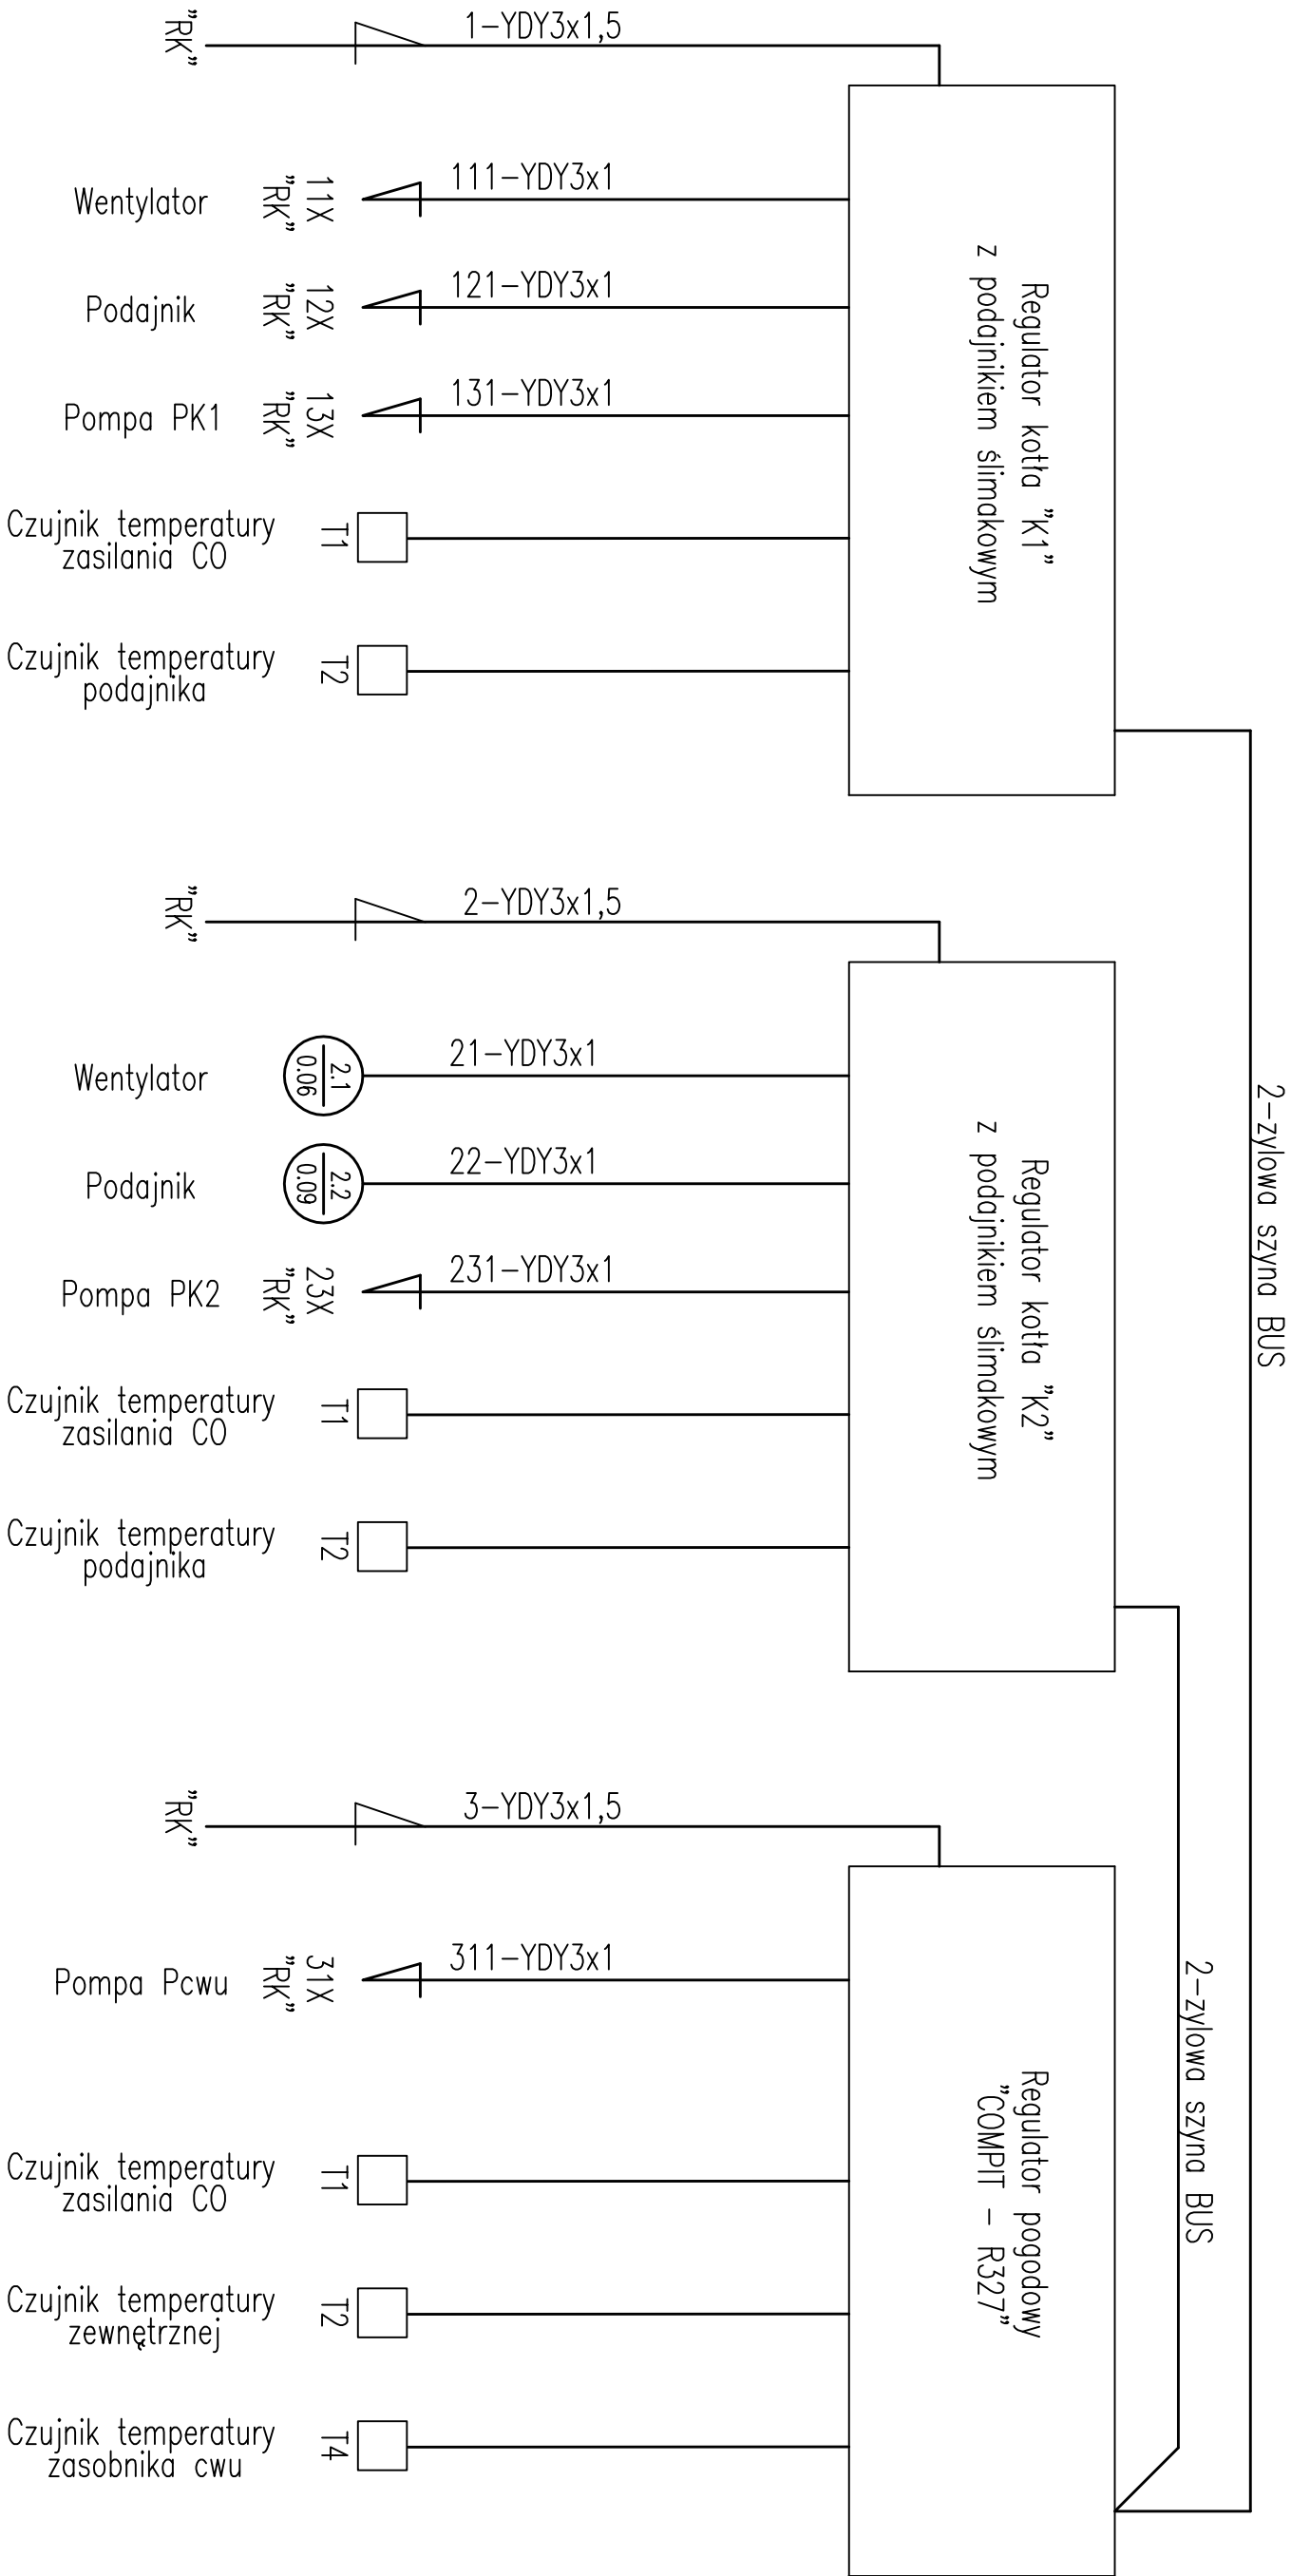 "RK"
1-YDY3x1,5
Regulator kotła "K1"
z podajnikiem ślimakowym
111-YDY3x1
11X
"RK"
Wentylator
121-YDY3x1
12X
"RK"
Podajnik
131-YDY3x1
13X
"RK"
Pompa PK1
T1
Czujnik temperatury
zasilania CO
T2
Czujnik temperatury
podajnika
2-zylowa szyna BUS
"RK"
2-YDY3x1,5
Regulator kotła "K2"
z podajnikiem ślimakowym
21-YDY3x1
2.1
0.06
Wentylator
22-YDY3x1
2.2
0.09
Podajnik
231-YDY3x1
23X
"RK"
Pompa PK2
T1
Czujnik temperatury
zasilania CO
T2
Czujnik temperatury
podajnika
2-zylowa szyna BUS
"RK"
3-YDY3x1,5
Regulator pogodowy
"COMPIT - R327"
311-YDY3x1
31X
"RK"
Pompa Pcwu
T1
Czujnik temperatury
zasilania CO
T2
Czujnik temperatury
zewnętrznej
T4
Czujnik temperatury
zasobnika cwu